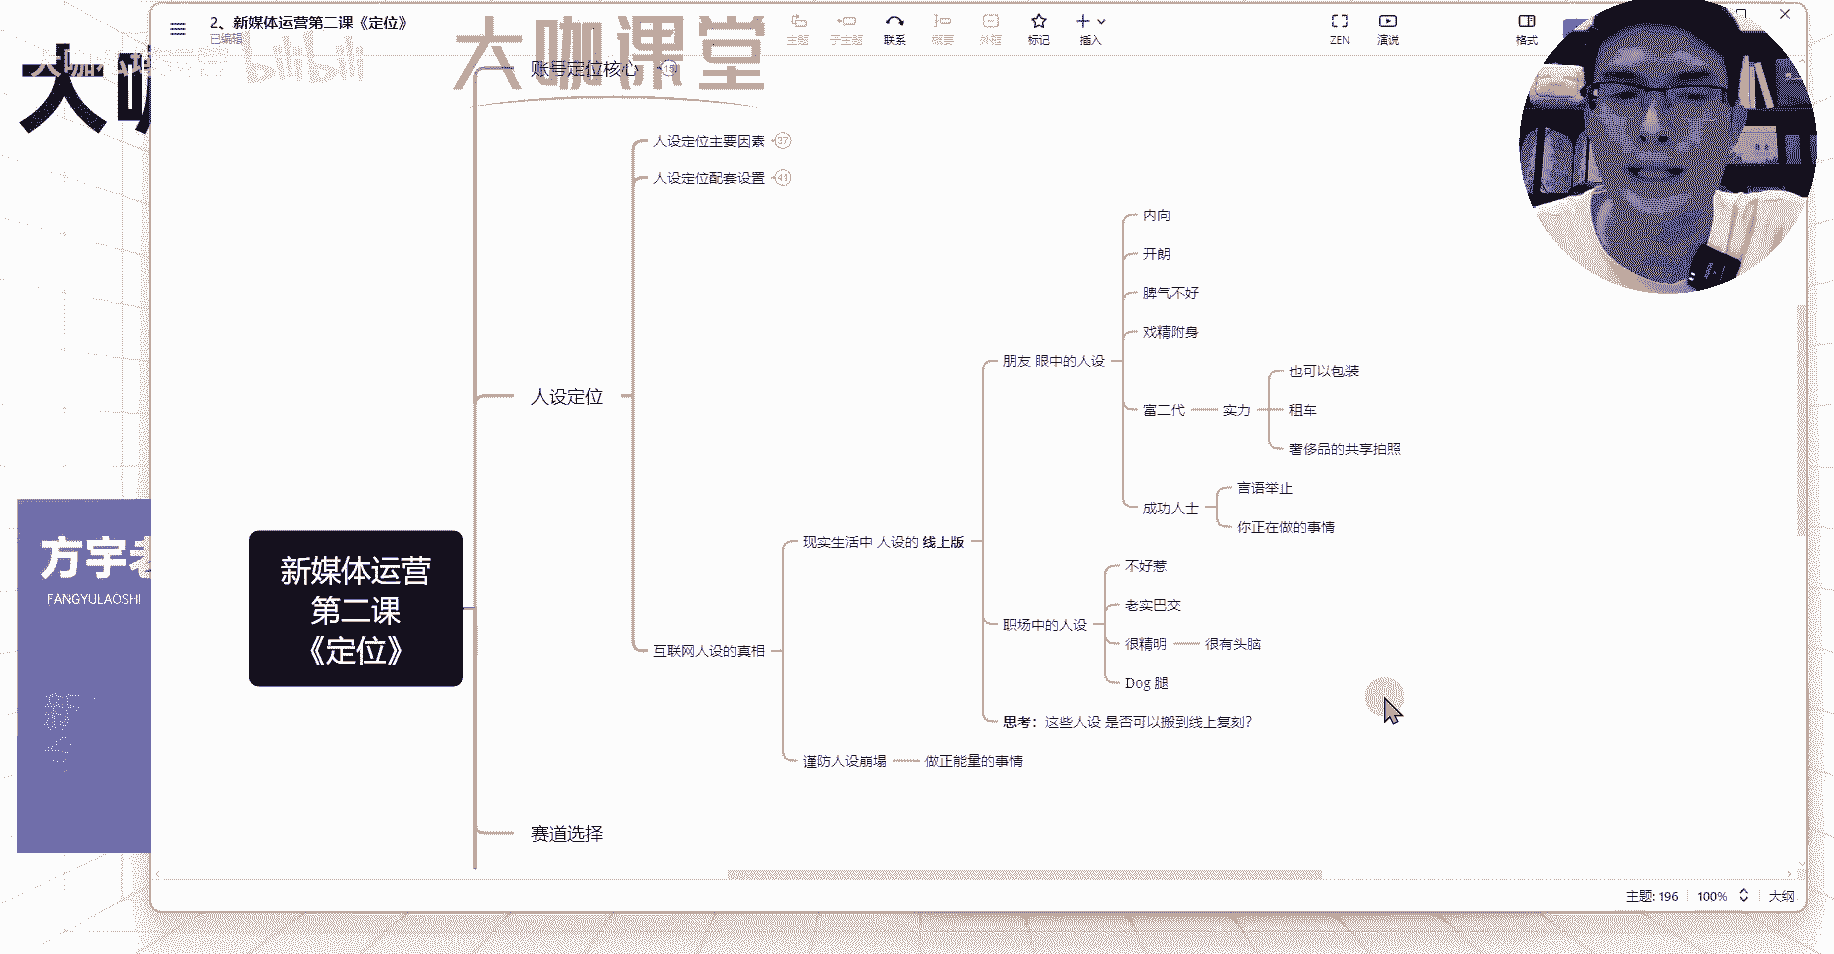 2、新媒体运营第二课《定位》
已编辑
主题
子主题
联系
概要
外框
标记
插入
ZEN
演说
格式
大咖
bilibili
大咖课堂
账号定位核心
人设定位主要因素 37
人设定位配套设置 44
内向
开朗
脾气不好
戏精附身
朋友 眼中的人设
也可以包装
富二代
实力
租车
奢侈品的共享拍照
人设定位
言语举止
成功人士
你正在做的事情
现实生活中 人设的 线上版
不好惹
老实巴交
职场中的人设
很精明
很有头脑
Dog 腿
互联网人设的真相
思考：这些人设 是否可以搬到线上复刻？
谨防人设崩塌
做正能量的事情
新媒体运营
第二课
《定位》
赛道选择
方宇老
FANGYULAOSHI
主题: 196
100%
大纲